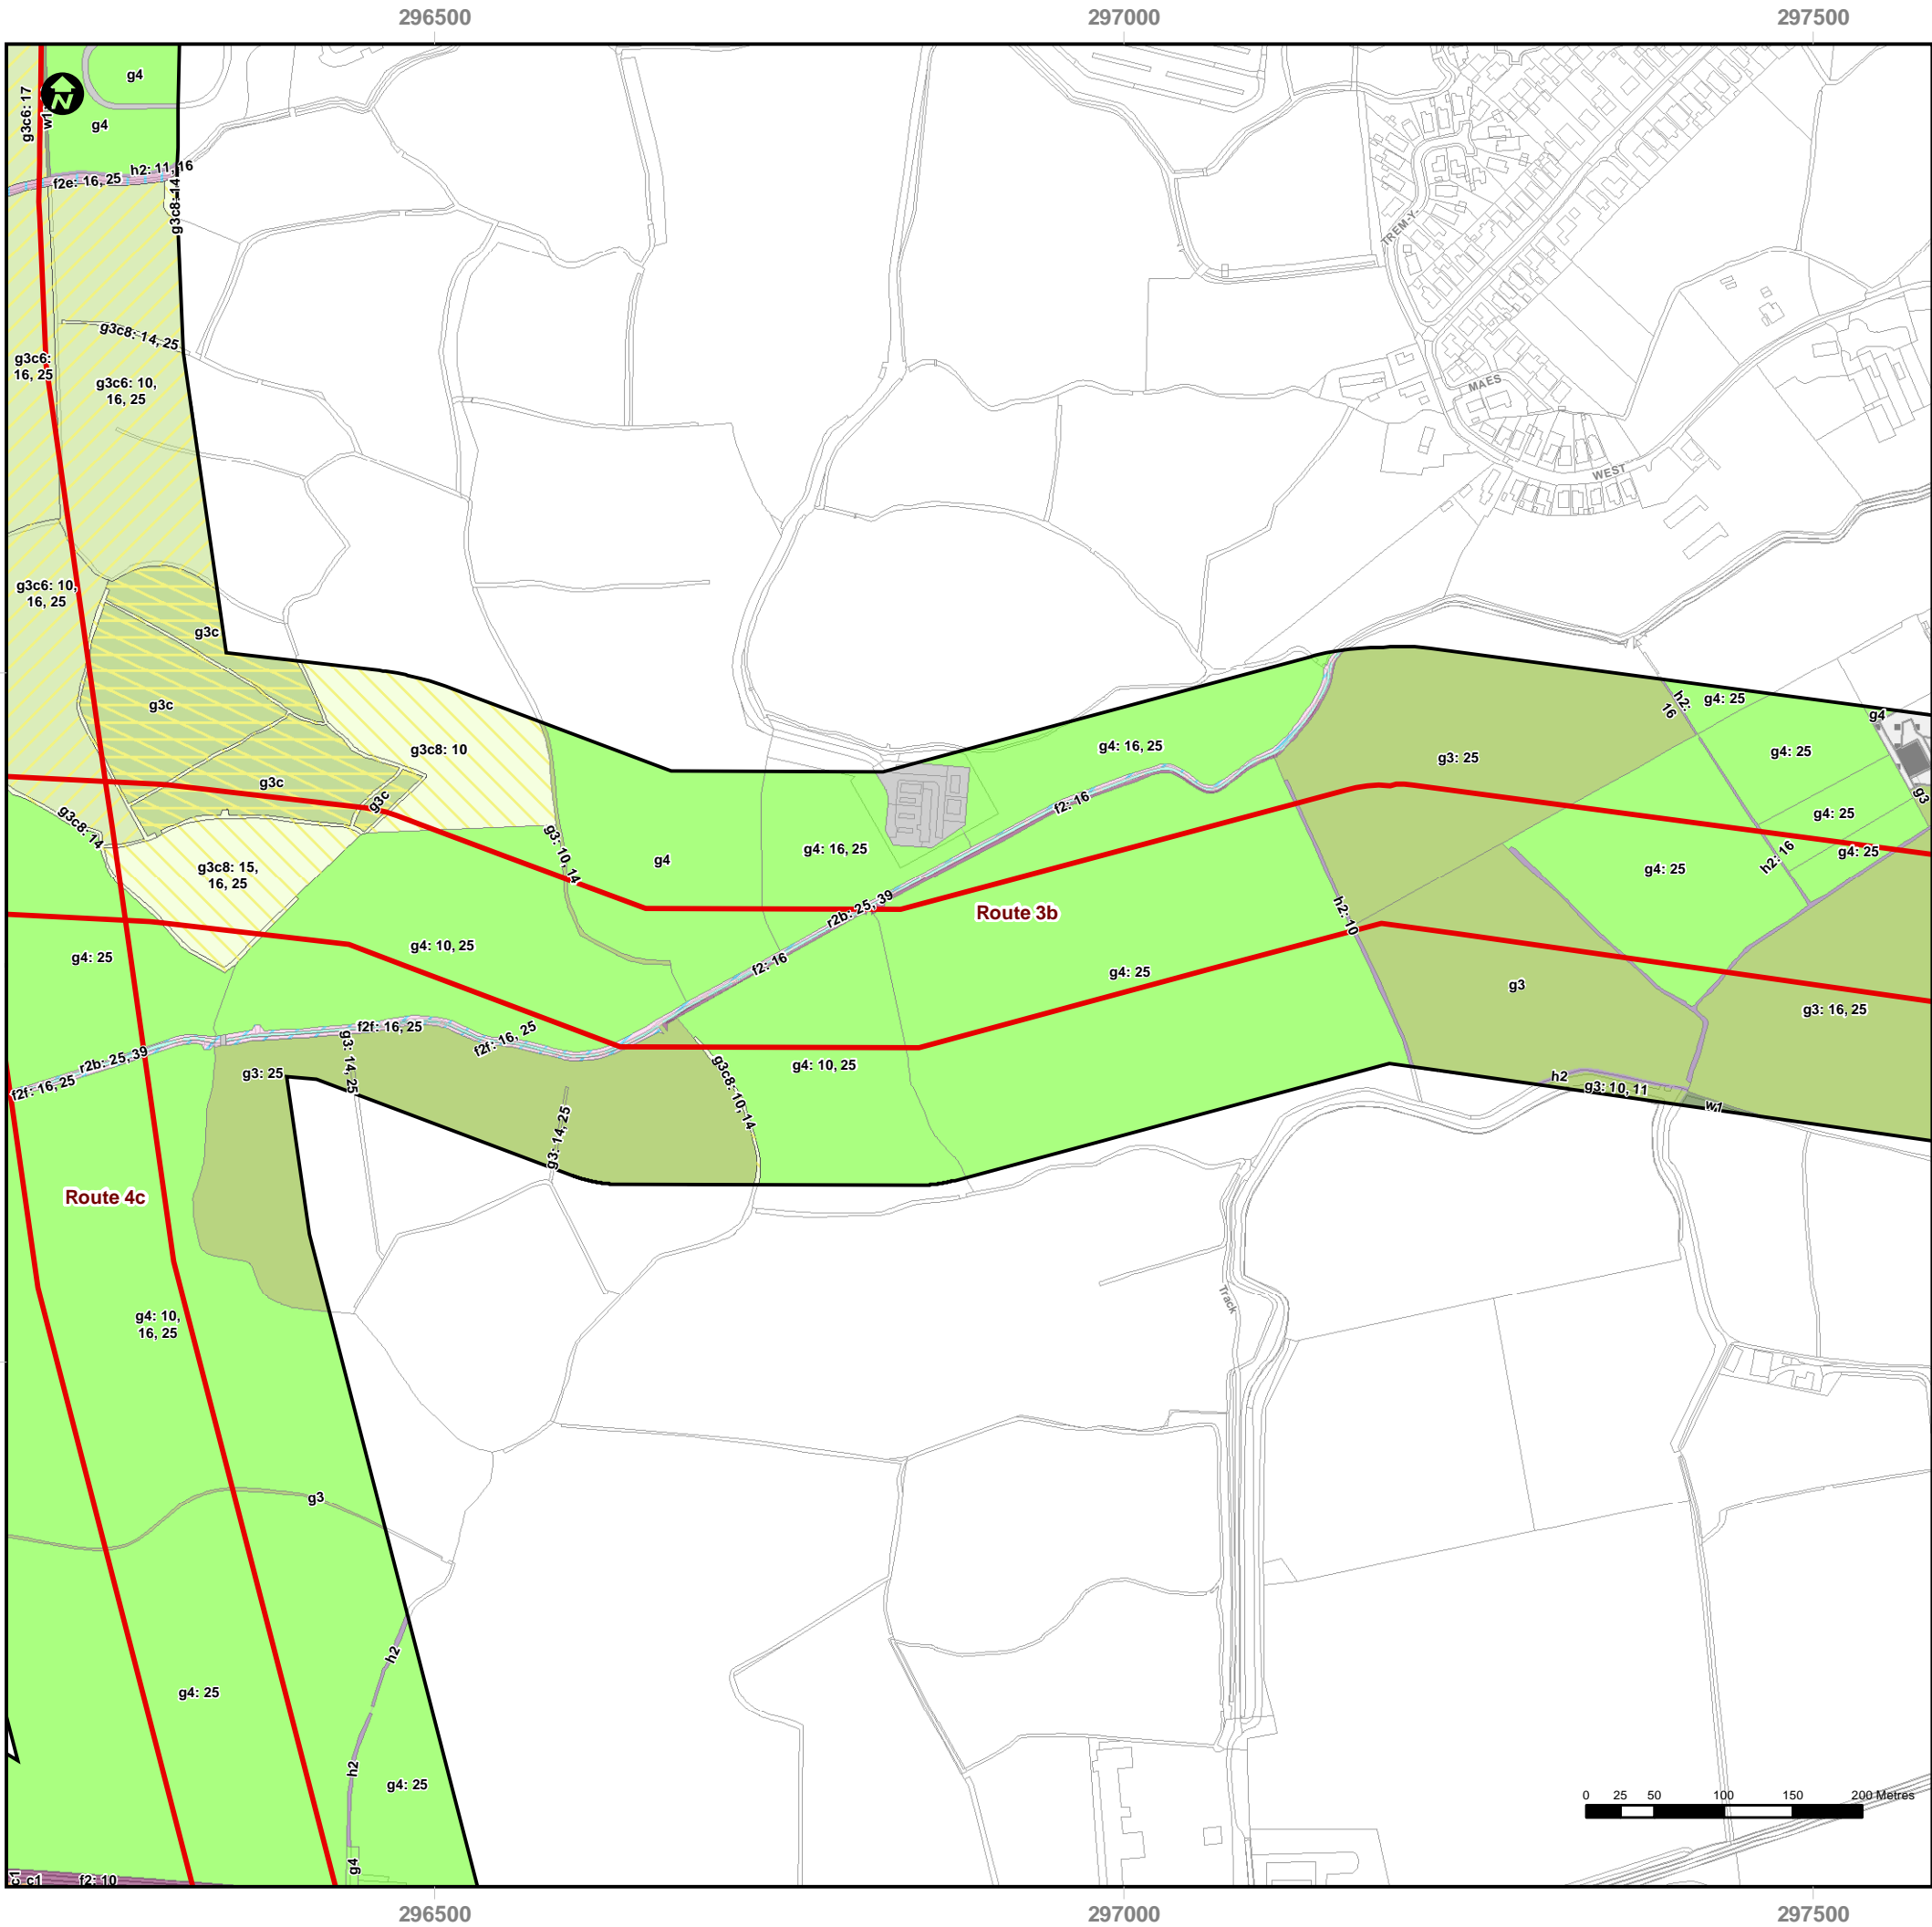 296500
297000
297500
g4
g3c6: 17
w1
g4
N
h2: 11, 16
f2e: 16, 25
g3c8: 14
TREM-Y-
g3c8: 14, 25
g3c6:
16, 25
g3c6: 10,
16, 25
MAES
WEST
g3c6: 10,
16, 25
g3c
g3c
g3c8: 10
g3c
g3c
g3c8: 14
g3c8: 15,
16, 25
g3: 10, 14
g4
g4: 16, 25
g4: 16, 25
f2: 16
r2b: 25, 39
f2: 16
Route 3b
g3: 25
h2:
16
g4: 25
g4
g4: 25
g3
g4: 25
g4: 25
h2: 16
g4: 25
h2: 10
g4: 25
g4: 10, 25
g4: 25
g3
g3: 16, 25
f2f: 16, 25
f2f: 16, 25
r2b: 25, 39
f2f: 16, 25
g3: 25
g3: 14, 25
g3: 14, 25
g3c8: 10, 14
g4: 10, 25
h2
g3: 10, 11
w1
Route 4c
Track
g4: 10,
16, 25
g3
h2
g4: 25
h2
g4: 25
g4
c1
c1
f2: 10
0 25 50 100 150 200 Metres
296500
297000
297500